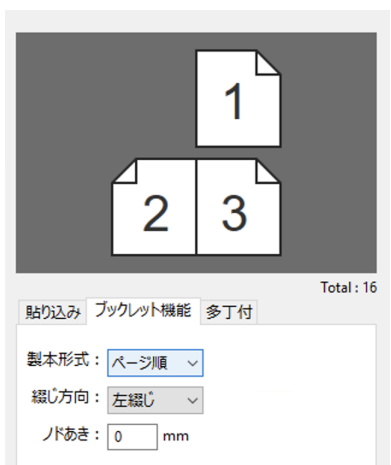 1
2 3
Total : 16
貼り込み ブックレット機能 多丁付
製本形式： ページ順
綴じ方向： 左綴じ
ノドあき： 0 mm